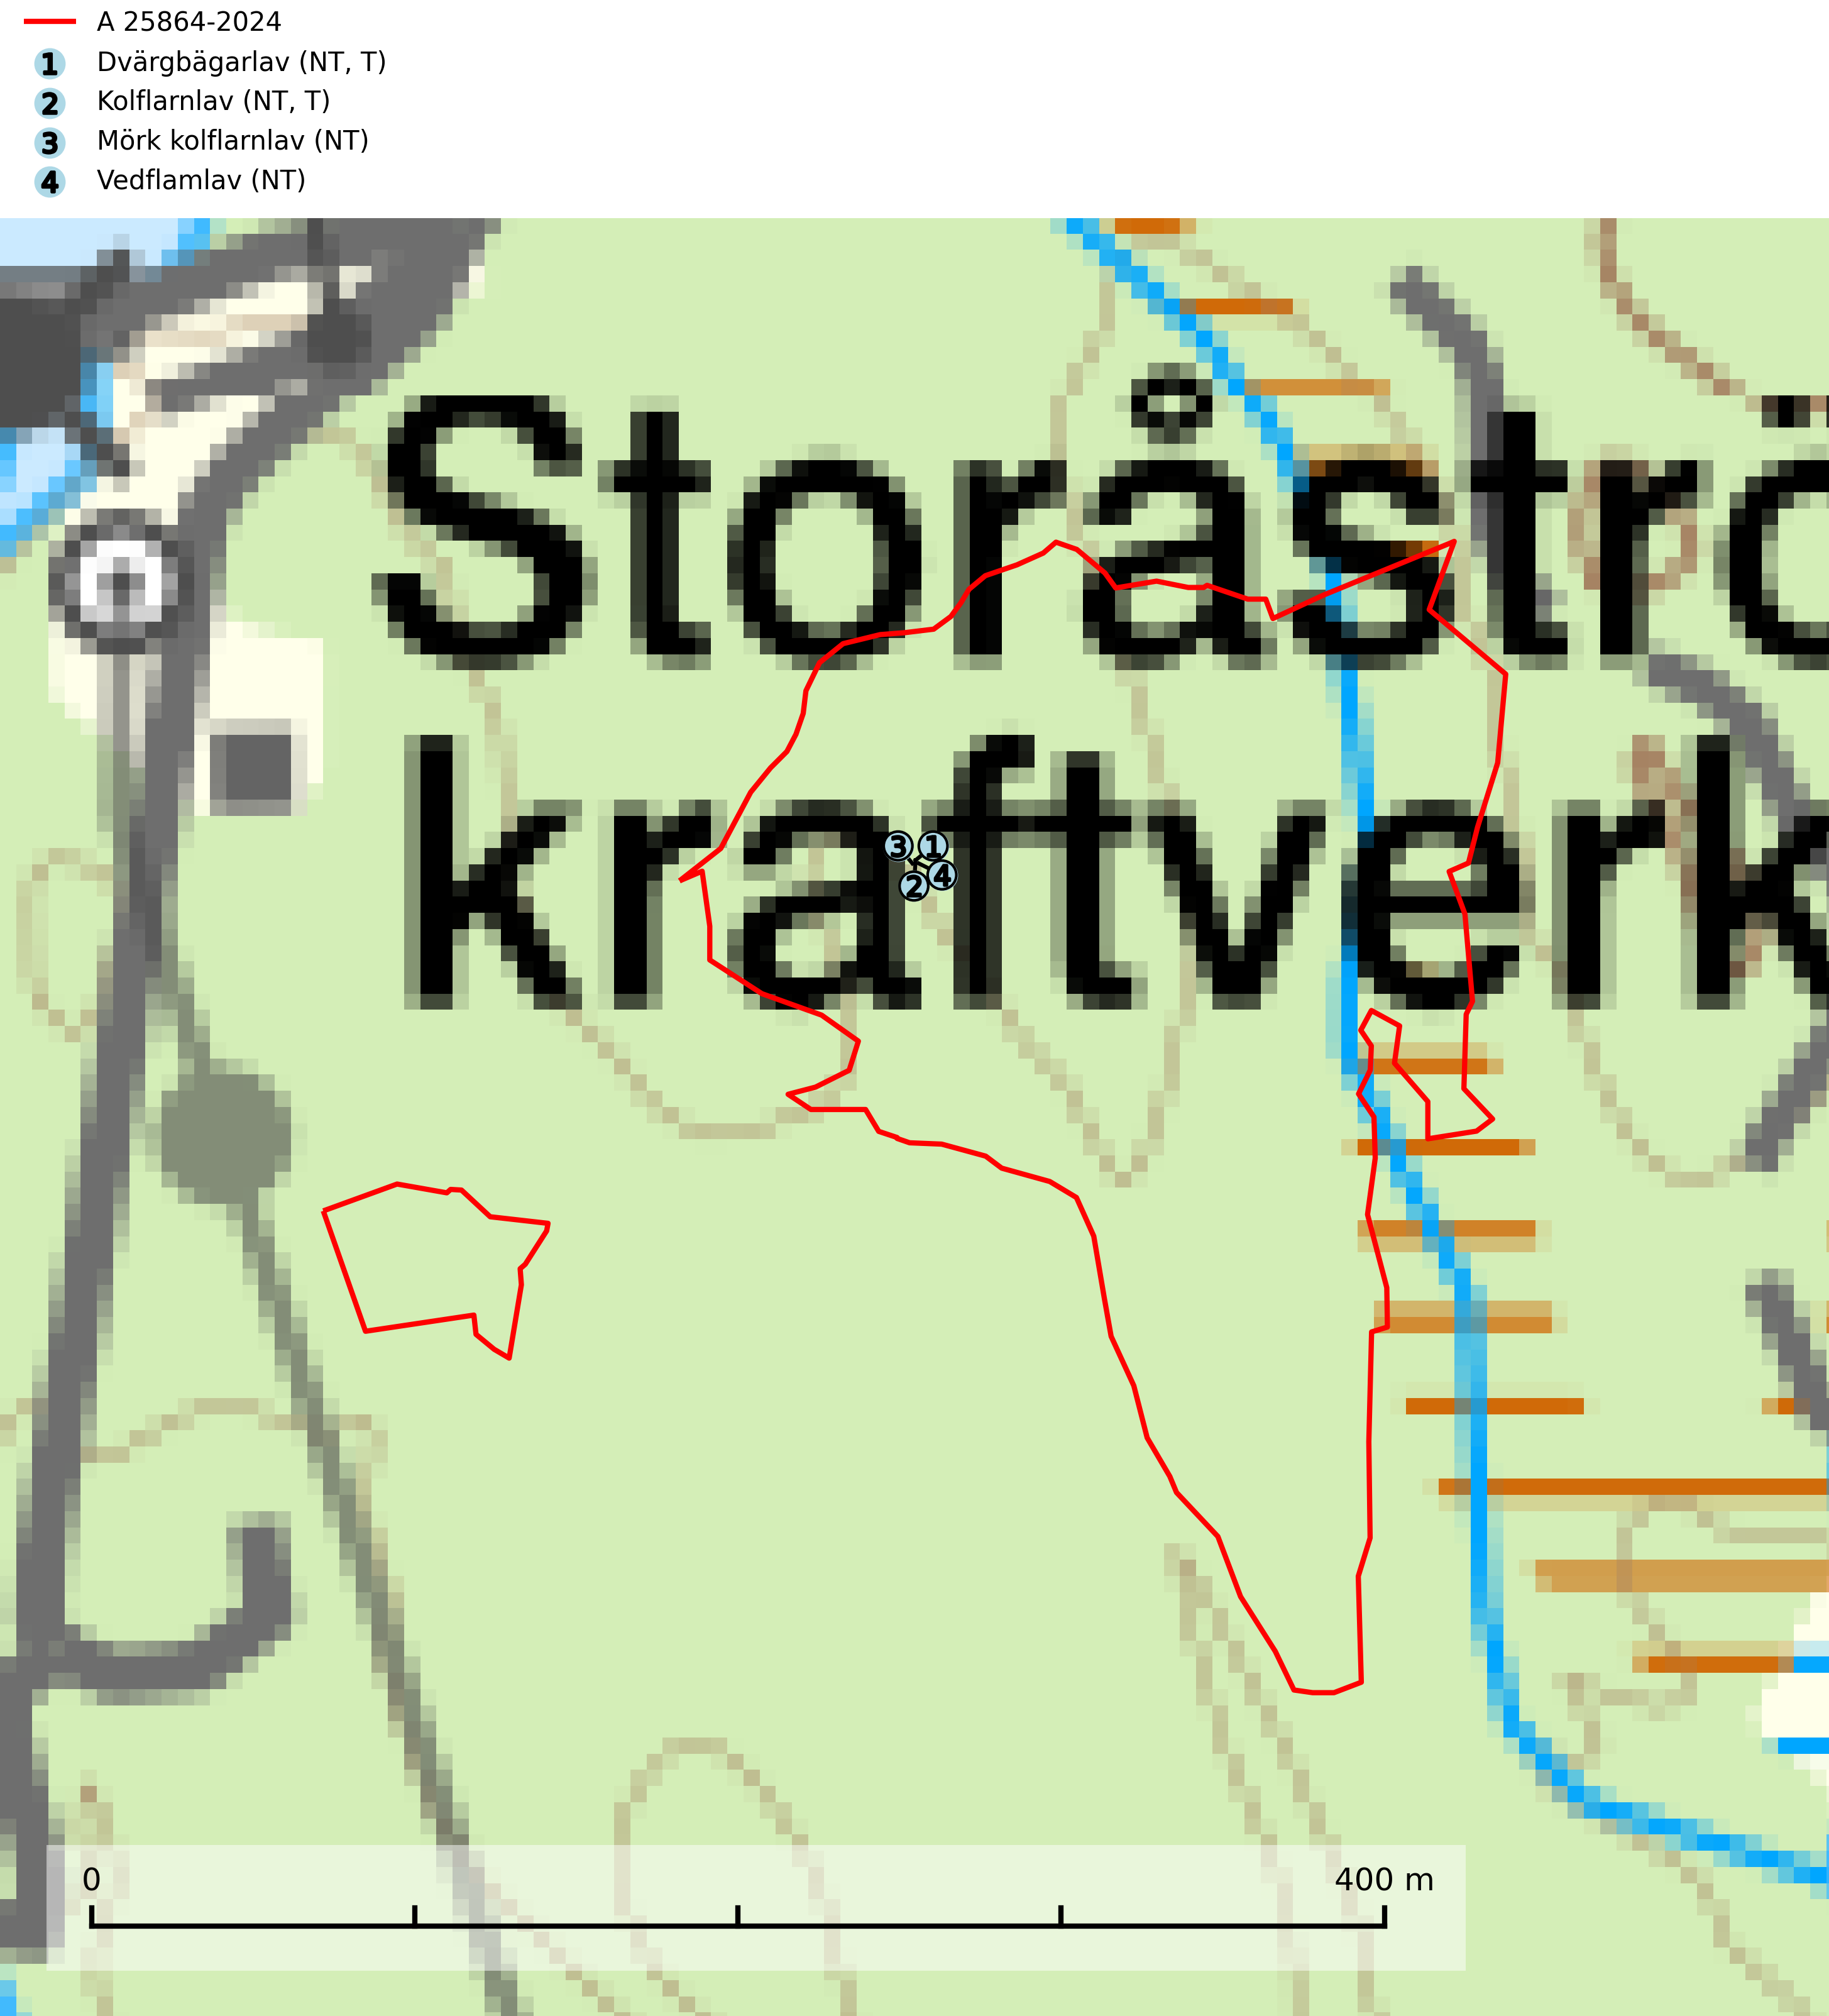 A 25864-2024
1 Dvärgbägarlav (NT, T)
2 Kolflarnlav (NT, T)
3 Mörk kolflarnlav (NT)
4 Vedflamlav (NT)
Storåströ
kraftverk
3 1
2 4
0 400 m